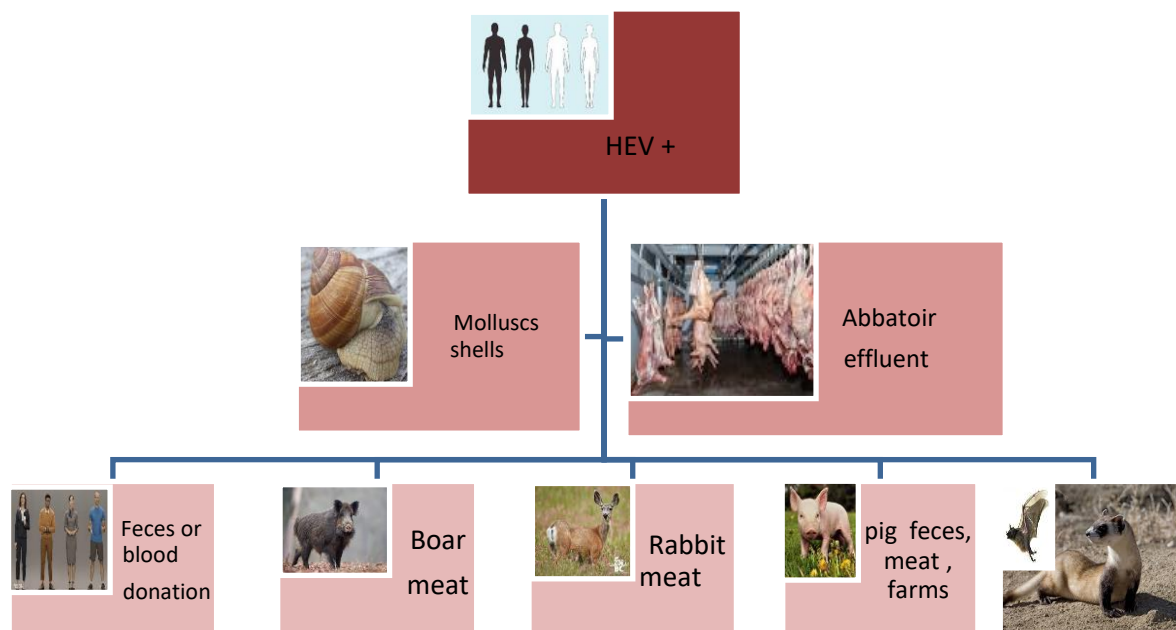 HEV +
Molluscs
shells
Abbatoir
effluent
Feces or
blood
donation
Boar
meat
Rabbit
meat
pig feces,
meat ,
farms